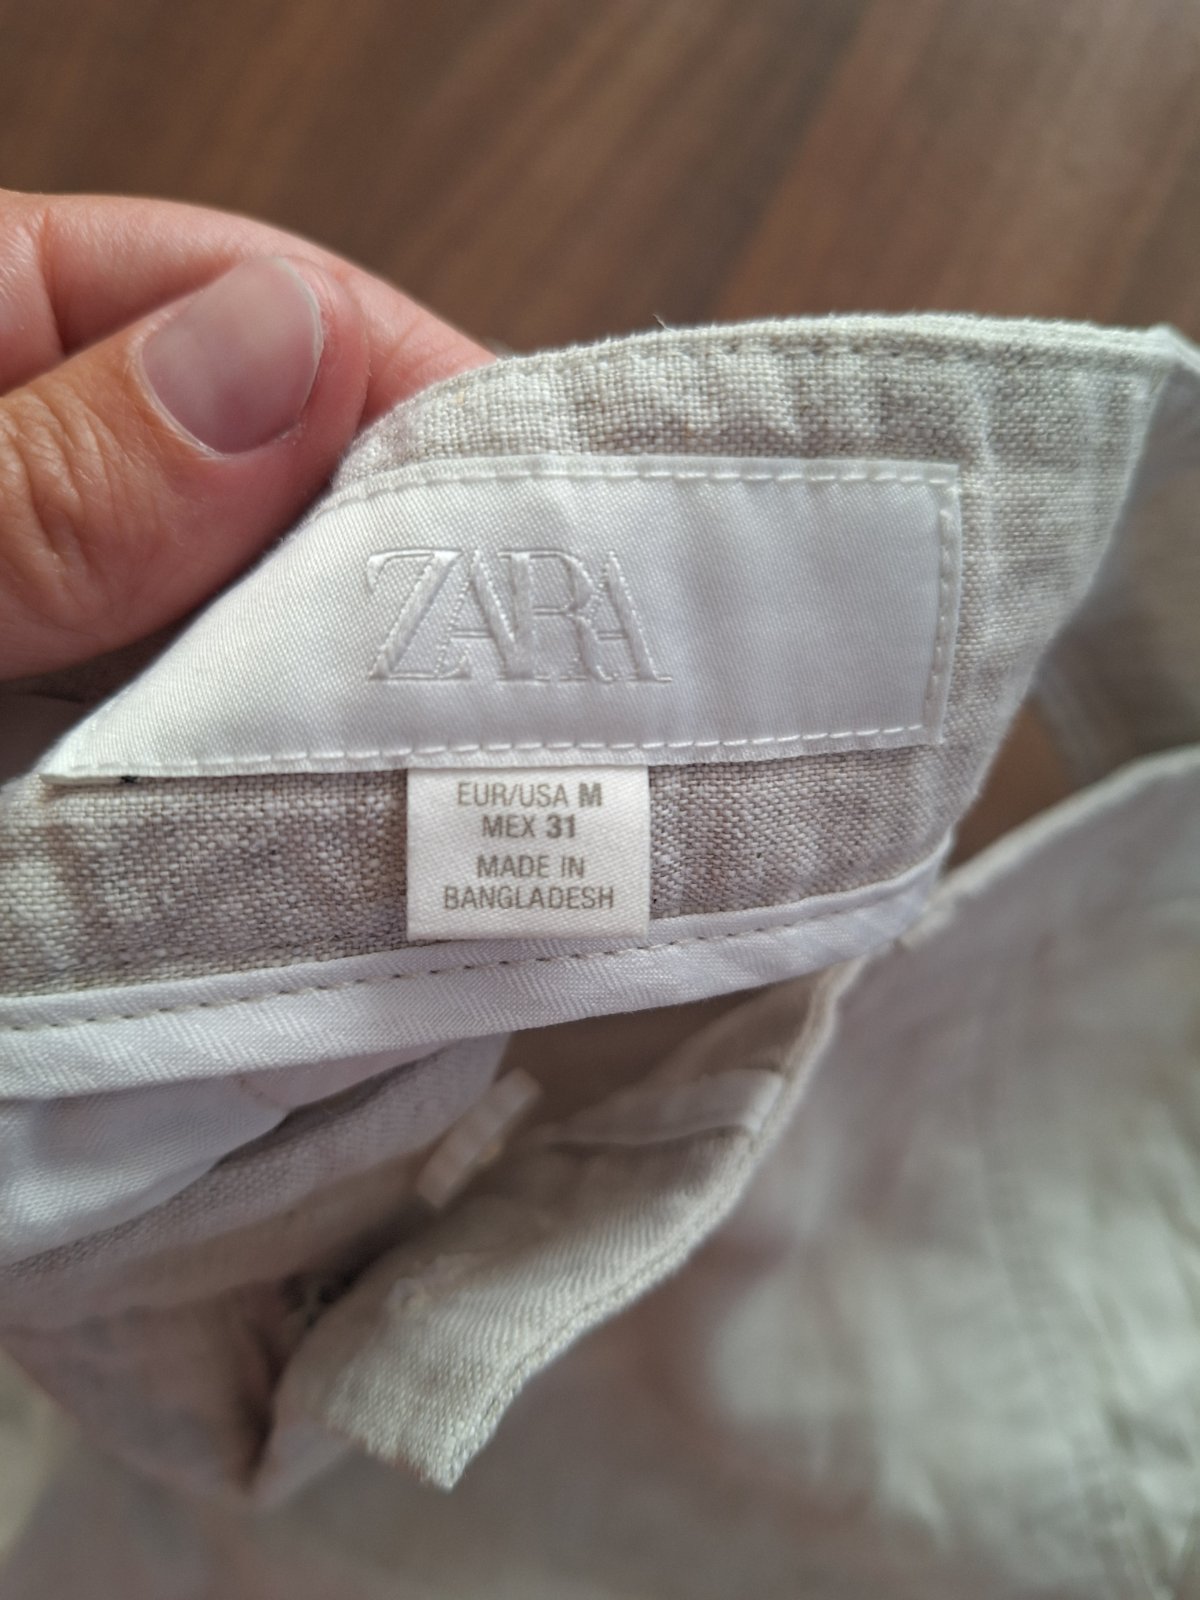 ZARA
EUR/USA M
MEX 31
MADE IN
BANGLADESH